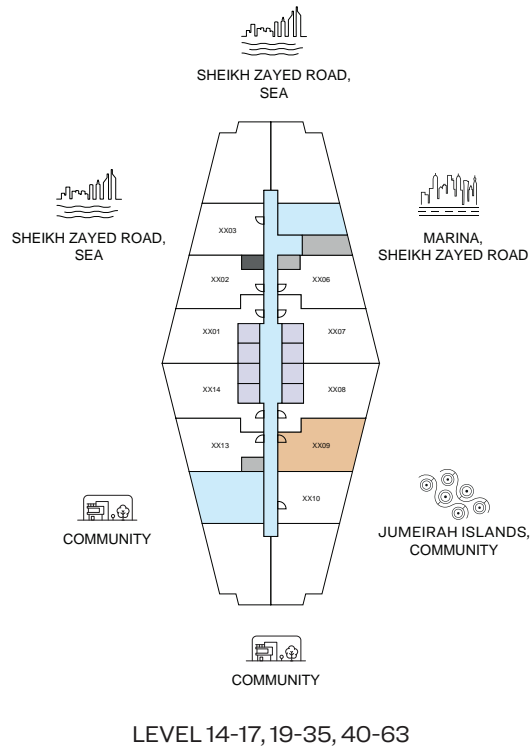 SHEIKH ZAYED ROAD,
SEA
SHEIKH ZAYED ROAD,
SEA
MARINA,
SHEIKH ZAYED ROAD
XX03
XX02
XX06
XX01
XX07
XX14
XX08
XX13
XX09
XX10
COMMUNITY
JUMEIRAH ISLANDS,
COMMUNITY
COMMUNITY
LEVEL 14-17, 19-35, 40-63